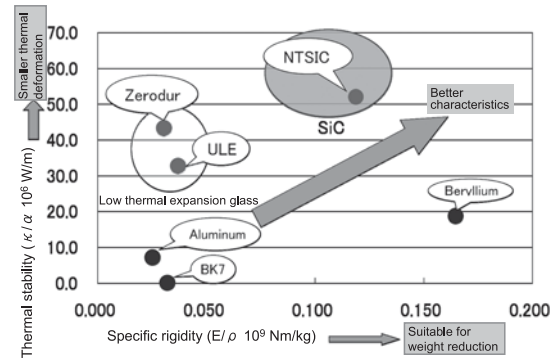 Smaller thermal
deformation
Thermal stability (κ/α 10⁶ W/m)
70.0
60.0
50.0
40.0
30.0
20.0
10.0
0.0
NTSIC
SiC
Zerodur
ULE
Low thermal expansion glass
Better
characteristics
Beryllium
Aluminum
BK7
0.000
0.050
0.100
0.150
0.200
Specific rigidity (E/ρ 10⁹ Nm/kg)
Suitable for
weight reduction